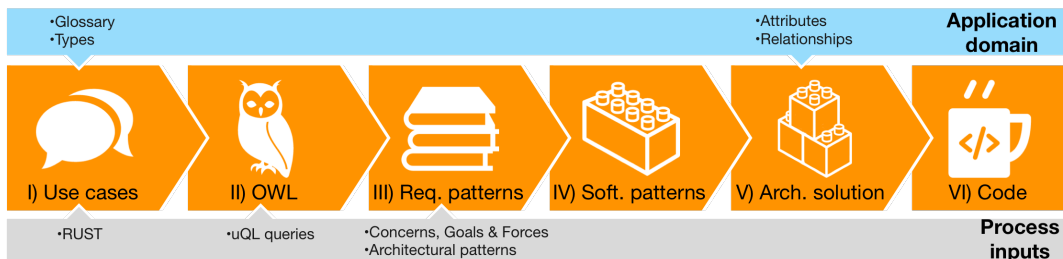 •Glossary
•Types
•Attributes
•Relationships
Application
domain
I) Use cases
II) OWL
III) Req. patterns
IV) Soft. patterns
V) Arch. solution
</>
VI) Code
•RUST
•uQL queries
•Concerns, Goals & Forces
•Architectural patterns
Process
inputs